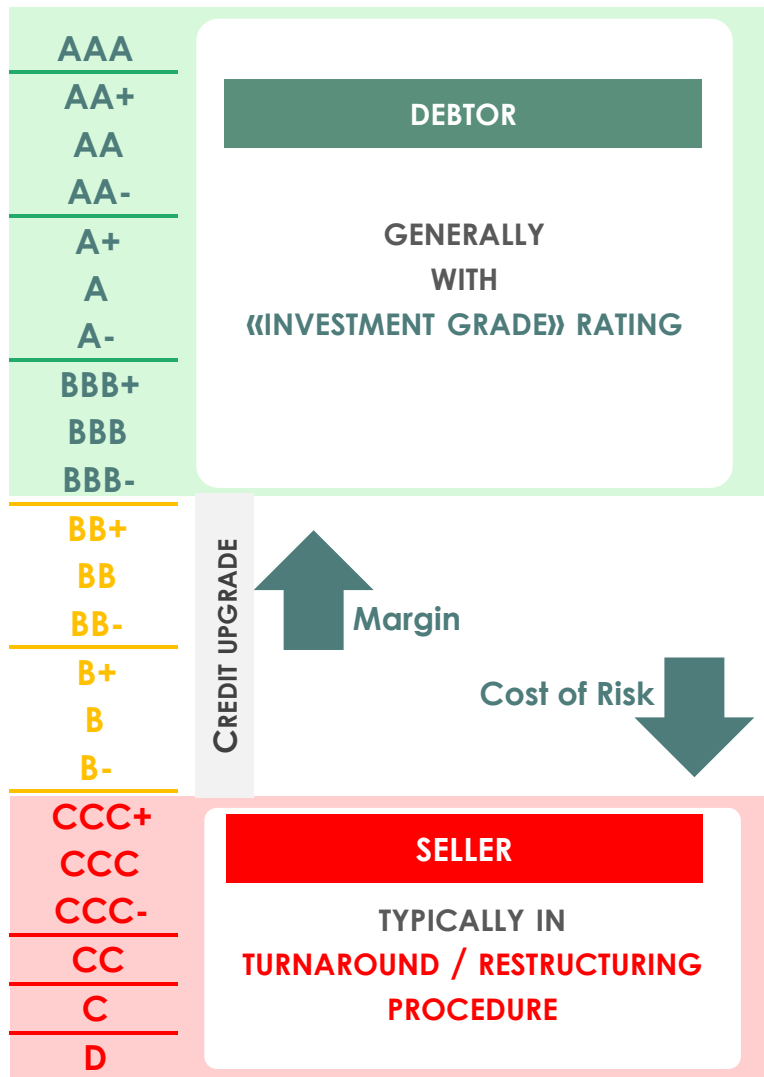 AAA
AA+
AA
AA-
A+
A
A-
BBB+
BBB
BBB-
BB+
BB
BB-
B+
B
B-
CCC+
CCC
CCC-
CC
C
D
DEBTOR
GENERALLY
WITH
«INVESTMENT GRADE» RATING
CREDIT UPGRADE
Margin
Cost of Risk
SELLER
TYPICALLY IN
TURNAROUND / RESTRUCTURING
PROCEDURE